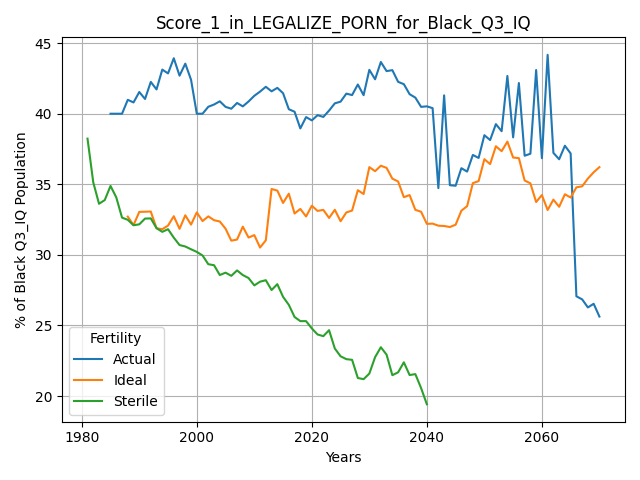 Score_1_in_LEGALIZE_PORN_for_Black_Q3_IQ
% of Black Q3_IQ Population
45
40
35
30
25
20
Fertility
Actual
Ideal
Sterile
1980
2000
2020
2040
2060
Years